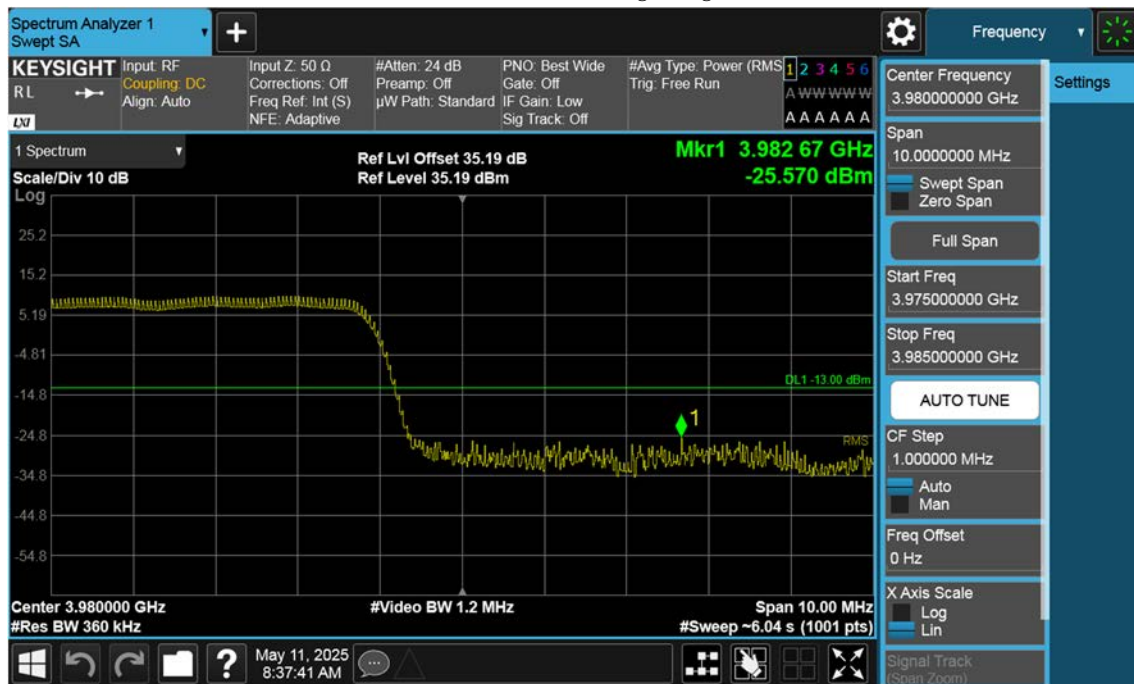 Spectrum Analyzer 1
Swept SA
+
Frequency
KEYSIGHT
RL
LXI
Input: RF
Coupling: DC
Align: Auto
Input Z: 50 Ω
Corrections: Off
Freq Ref: Int (S)
NFE: Adaptive
#Atten: 24 dB
Preamp: Off
µW Path: Standard
PNO: Best Wide
Gate: Off
IF Gain: Low
Sig Track: Off
#Avg Type: Power (RMS
Trig: Free Run
1 2 3 4 5 6
A W W W W W
A A A A A A
1 Spectrum
Scale/Div 10 dB
Ref Lvl Offset 35.19 dB
Ref Level 35.19 dBm
Mkr1 3.982 67 GHz
-25.570 dBm
Log
25.2
15.2
5.19
-4.81
-14.8
-24.8
-34.8
-44.8
-54.8
DL1 -13.00 dBm
1
RMS
Center 3.980000 GHz
#Res BW 360 kHz
#Video BW 1.2 MHz
Span 10.00 MHz
#Sweep ~6.04 s (1001 pts)
Center Frequency
3.980000000 GHz
Span
10.0000000 MHz
Swept Span
Zero Span
Full Span
Start Freq
3.975000000 GHz
Stop Freq
3.985000000 GHz
AUTO TUNE
CF Step
1.000000 MHz
Auto
Man
Freq Offset
0 Hz
X Axis Scale
Log
Lin
Signal Track
(Span Zoom)
Settings
?
May 11, 2025
8:37:41 AM